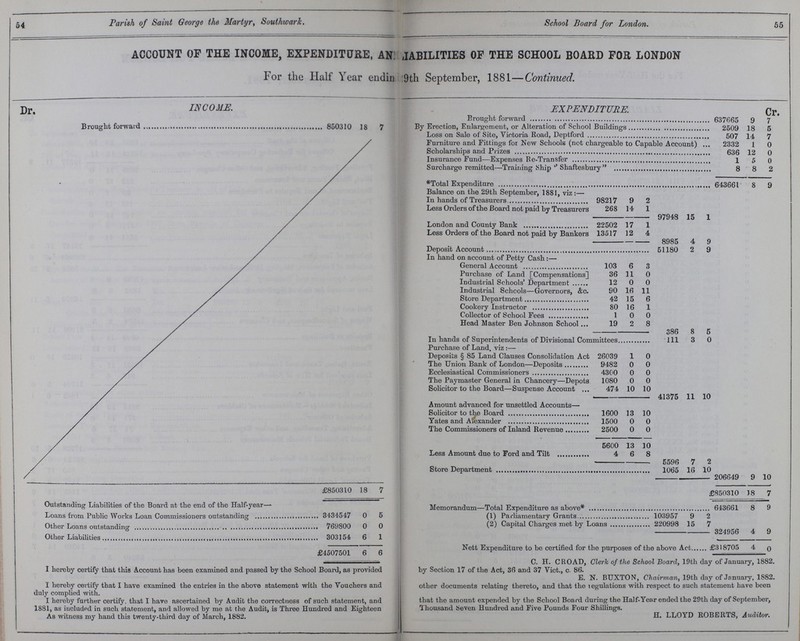 54
Parish of Saint George the Martyr, Southwark.
School Board for London.
55
ACCOUNT OF THE INCOME, EXPENDITURE, AN IABILITIES OF THE SCHOOL BOARD FOR LONDON
For the Half Year endin 9th September, 1881—Continued.
Dr.
INCOME.
Brought forward 850310 18 7
£850310 18 7
Outstanding Liabilities of the Board at the end of the Half-year—
Loans from Public Works Loan Commissioners outstanding 3434547 0 5
Other Loans outstanding 769800 0 0
Other Liabilities 303154 6 1
£4507501 6 6
I hereby certify that this Account has been examined and passed by the School Board, as provided
I hereby certify that I have examined the entries in the above statement with the Vouchers and
duly complied with.
I hereby further certify, that I have ascertained by Audit the correctness of such statement, and
1881, as included in such statement, and allowed by me at the Audit, is Three Hundred and Eighteen
As witness my hand this twenty-third day of March, 1882.
EXPENDITURE.
Cr.
Brought forward 637665 9 7
By Erection, Enlargement, or Alteration of School Buildings 2509 18 5
Loss on Sale of Site, Victoria Road, Deptford 507 14 7
Furniture and Fittings for New Schools (not chargeable to Capable Account) ... 2332 1 0
Scholarships and Prizes 636 12 0
Insurance Fund—Expenses Re-Transfer 1 5 0
Surcharge remitted—Training Ship "Shaftesbury" 8 8 2
*Total Expenditure 643661 8 9
Balance on the 29th September, 1881, viz:—
In hands of Treasurers 98217 9 2
Less Orders of the Board not paid by Treasurers 268 14 1
97948 15 1
London and County Bank 22502 17 1
Less Orders of the Board not paid by Bankers 13517 12 4
8985 4 9
Deposit Account 51180 2 9
In hand on account of Petty Cash:—
General Account 103 6 3
Purchase of Land [Compensations] 36 11 0
Industrial Schools' Department 12 0 0
Industrial Schools—Governors, &c. 90 16 11
Store Department 42 15 6
Cookery Instructor 80 16 1
Collector of School Fees 1 0 0
Head Master Ben Johnson School ... 19 2 8
386 8 5
In hands of Superintendents of Divisional Committees 111 3 0
Purchase of Land, viz:—
Deposits § 85 Land Clauses Consolidation Act 26039 1 0
The Union Bank of London—Deposits 9482 0 0
Ecclesiastical Commissioners 4300 0 0
The Paymaster General in Chancery—Depots 1080 0 0
Solicitor to the Board—Suspense Account ... 474 10 10
41375 11 10
Amount advanced for unsettled Accounts—
Solicitor to the Board 1600 13 10
Yates and Alexander 1500 0 0
The Commissioners of Inland Revenue 2500 0 0
5600 13 10
Less Amount due to Ford and Tilt 4 6 8
5596 7 2
Store Department 1065 16 10
206649 9 10
£850310 18 7
Memorandum—Total Expenditure as above* 643661 8 9
(1) Parliamentary Grants 103957 9 2
(2) Capital Charges met by Loans 220998 15 7
324956 4 9
Nett Expenditure to be certified for the purposes of the above Act £318705 4 0
C. H. CROAD, Clerk of the School Board, 19th day of January, 1882.
by Section 17 of the Act, 36 and 37 Vict., c. 86.
E. N. BUXTON, Chairman, 19th day of January, 1882.
other documents relating thereto, and that the regulations with respect to such statement have been
that the amount expended by the School Board during the Half-Year ended the 29th day of September,
Thousand Seven Hundred and Five Pounds Four Shillings.
H. LLOYD ROBERTS, Auditor.